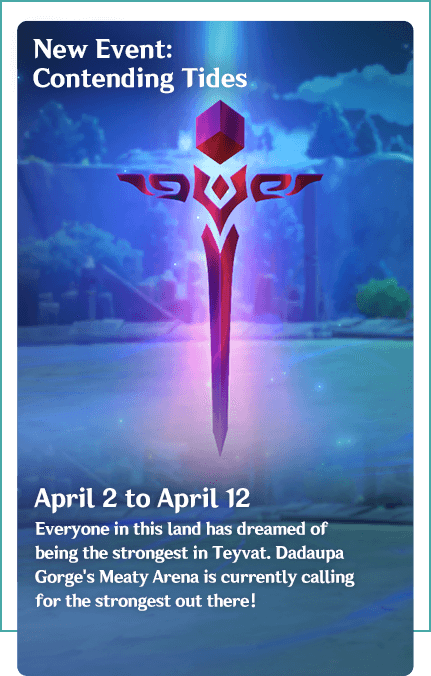 New Event:
Contending Tides
April 2 to April 12
Everyone in this land has dreamed of
being the strongest in Teyvat. Dadaupa
Gorge's Meaty Arena is currently calling
for the strongest out there!